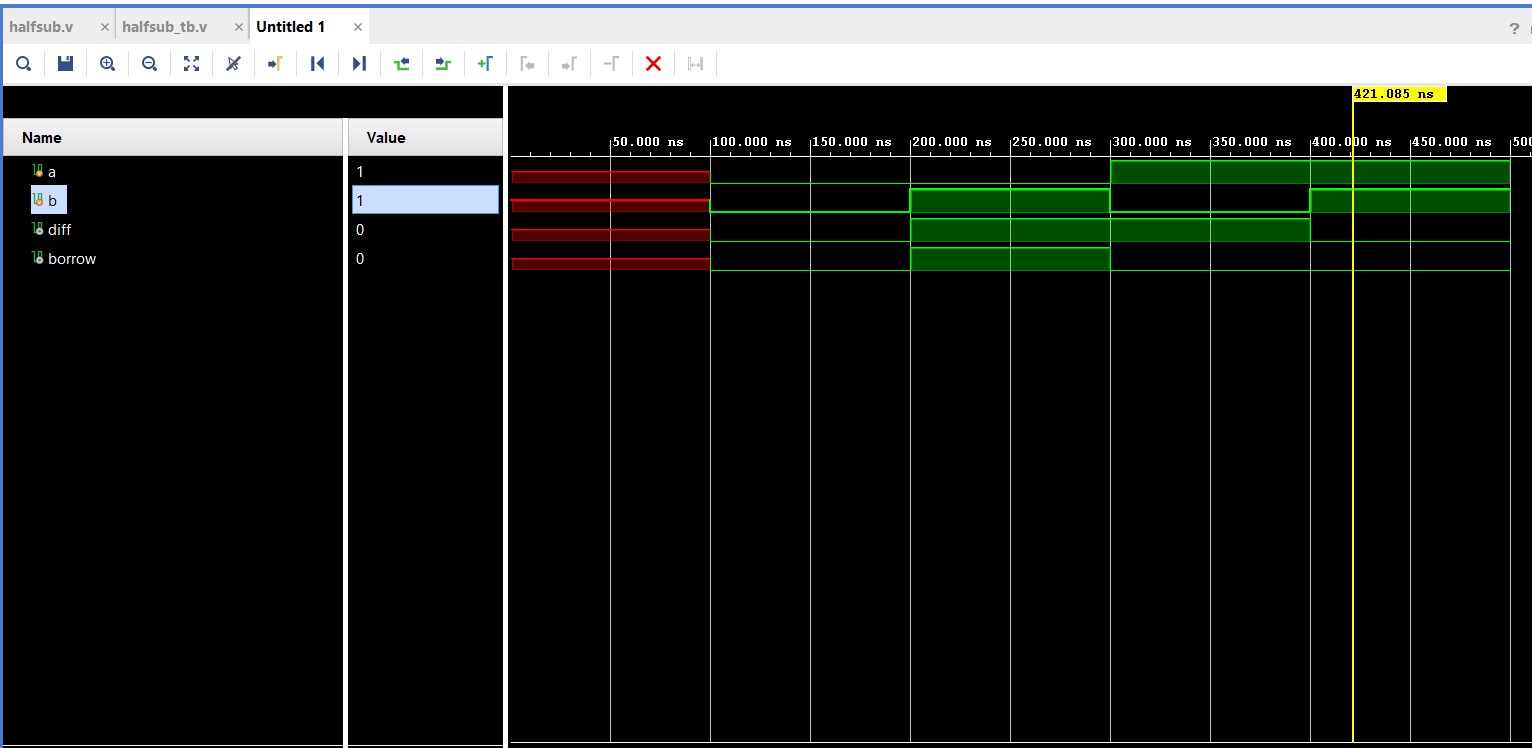 halfsub.v × halfsub_tb.v × Untitled 1 × ?
421.085 ns
Name Value
50.000 ns 100.000 ns 150.000 ns 200.000 ns 250.000 ns 300.000 ns 350.000 ns 400.000 ns 450.000 ns 500
a 1
b 1
diff 0
borrow 0